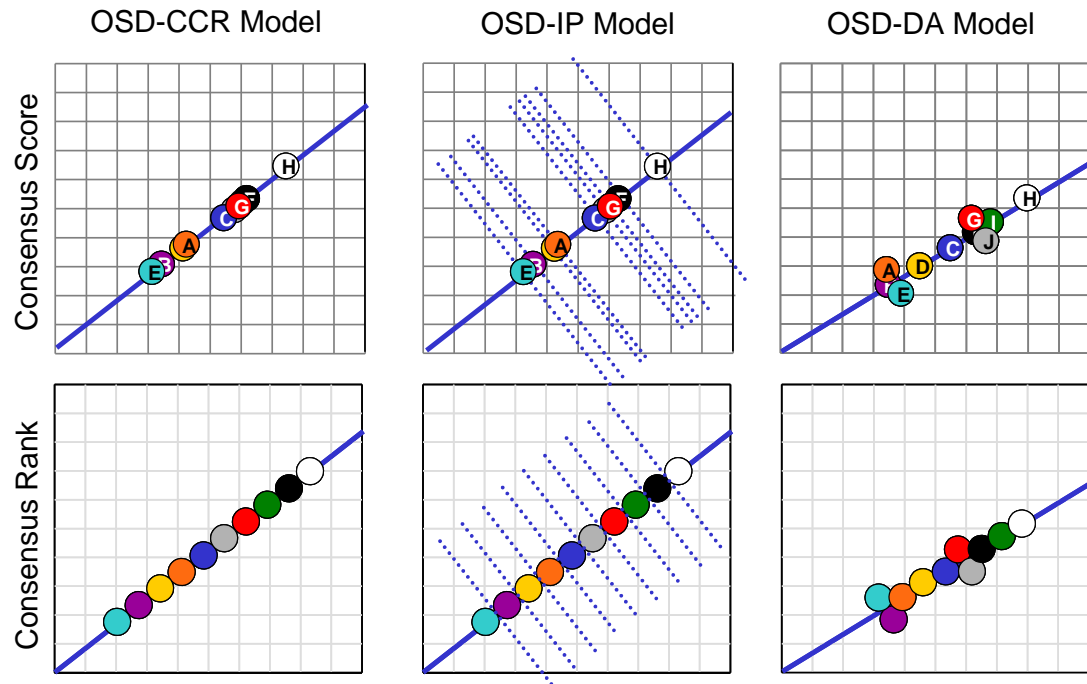 OSD-CCR Model
OSD-IP Model
OSD-DA Model
Consensus Score
H
G
C
A
B
E
H
F
G
C
A
B
E
H
G
I
J
C
D
A
E
Consensus Rank